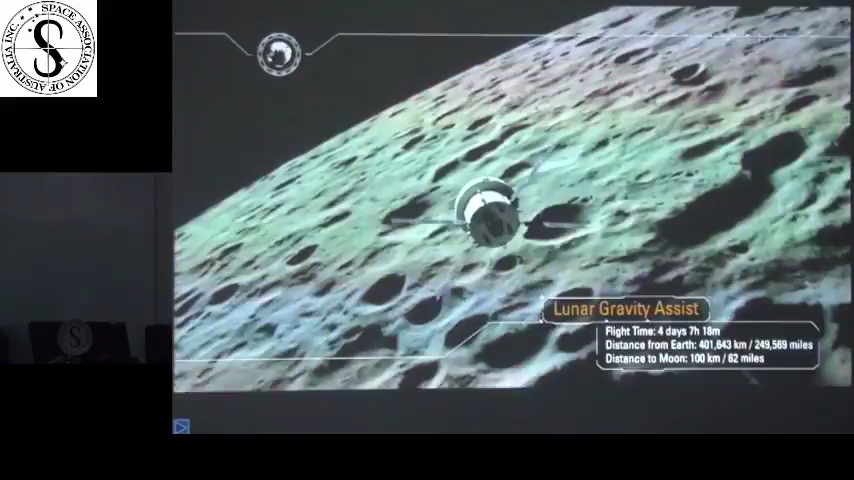 SPACE ASSOCIATION
OF AUSTRALIA INC.
S
Lunar Gravity Assist
Flight Time: 4 days 7h 18m
Distance from Earth: 401,643 km / 249,569 miles
Distance to Moon: 100 km / 62 miles